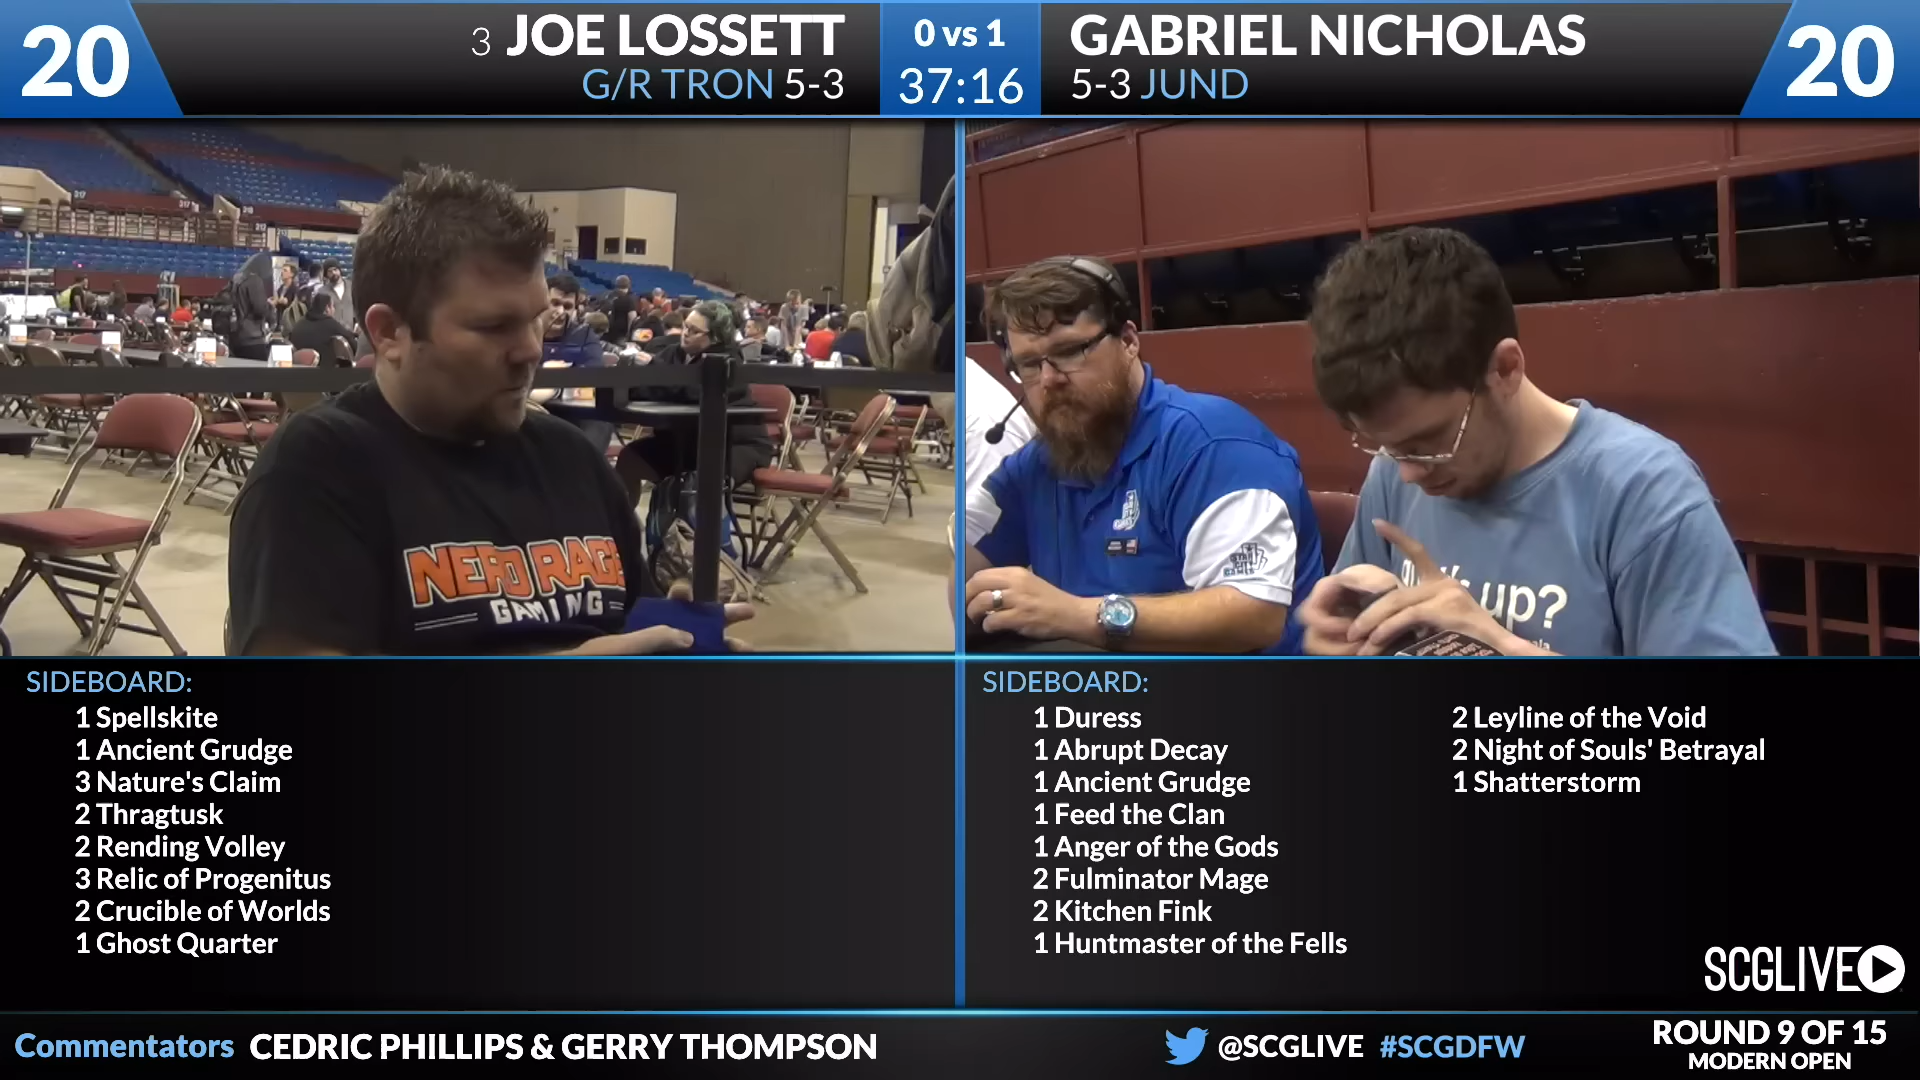 20
3 JOE LOSSETT
G/R TRON 5-3
0 vs 1
37:16
GABRIEL NICHOLAS
5-3 JUND
20
317
317
NERD RAGE
GAMING
STAR CITY GAMES
up?
SIDEBOARD:
1 Spellskite
1 Ancient Grudge
3 Nature's Claim
2 Thragtusk
2 Rending Volley
3 Relic of Progenitus
2 Crucible of Worlds
1 Ghost Quarter
SIDEBOARD:
1 Duress
1 Abrupt Decay
1 Ancient Grudge
1 Feed the Clan
1 Anger of the Gods
2 Fulminator Mage
2 Kitchen Fink
1 Huntmaster of the Fells
2 Leyline of the Void
2 Night of Souls' Betrayal
1 Shatterstorm
SCGLIVE
Commentators CEDRIC PHILLIPS & GERRY THOMPSON
@SCGLIVE #SCGDFW
ROUND 9 OF 15
MODERN OPEN